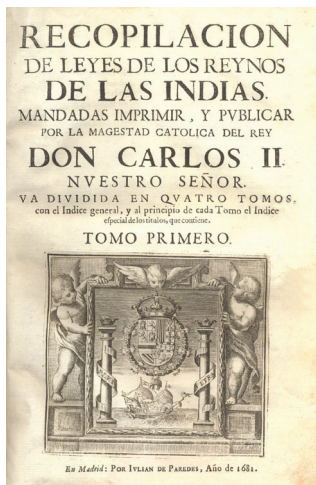 RECOPILACION
DE LEYES DE LOS REYNOS
DE LAS INDIAS.
MANDADAS IMPRIMIR, Y PVBLICAR
POR LA MAGESTAD CATOLICA DEL REY
DON CARLOS II.
NVESTRO SEÑOR.
VA DIVIDIDA EN QVATRO TOMOS,
con el Indice general, y al principio de cada Tomo el Indice
especial de los titulos, que contiene.
TOMO PRIMERO.
En Madrid: POR IVLIAN DE PAREDES, Año de 1681.